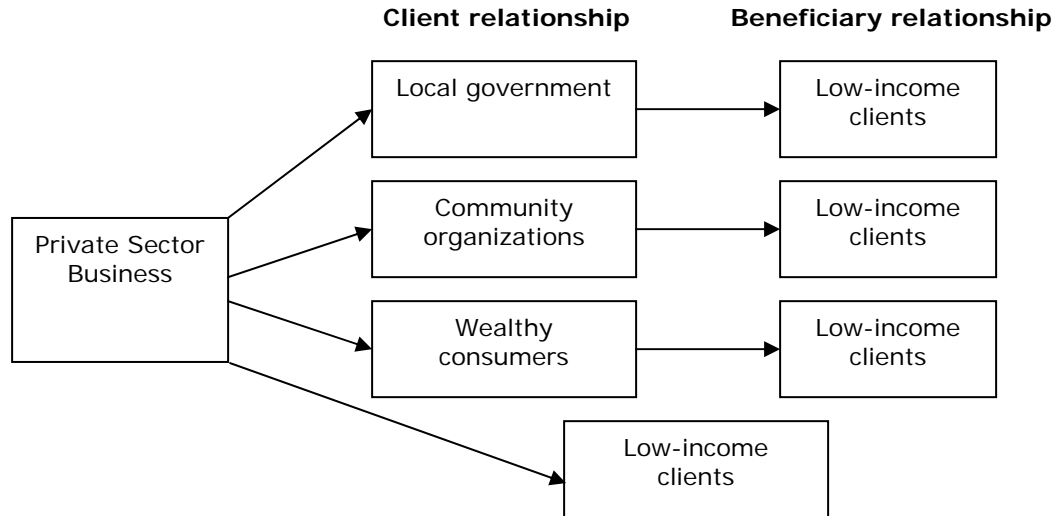 Client relationship
Beneficiary relationship
Local government
Low-income
clients
Community
organizations
Low-income
clients
Private Sector
Business
Wealthy
consumers
Low-income
clients
Low-income
clients